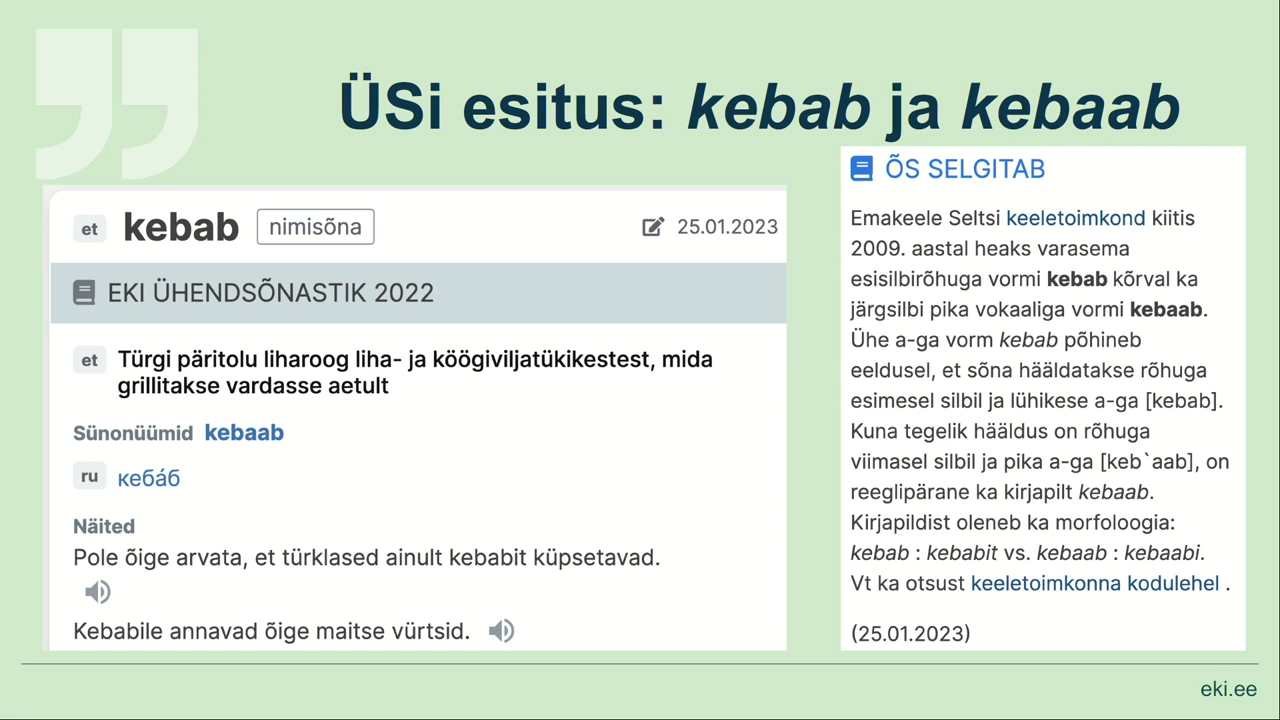 ÜSi esitus: kebab ja kebaab
et kebab nimisõna 25.01.2023
EKI ÜHENDSÕNASTIK 2022
et Türgi päritolu liharoog liha- ja köögiviljatükikestest, mida
grillitakse vardasse aetult
Sünonüümid kebaab
ru кеба́б
Näited
Pole õige arvata, et türklased ainult kebabit küpsetavad.
Kebabile annavad õige maitse vürtsid.
ÕS SELGITAB
Emakeele Seltsi keeletoimkond kiitis
2009. aastal heaks varasema
esisilbirõhuga vormi kebab kõrval ka
järgsilbi pika vokaaliga vormi kebaab.
Ühe a-ga vorm kebab põhineb
eeldusel, et sõna hääldatakse rõhuga
esimesel silbil ja lühikese a-ga [kebab].
Kuna tegelik hääldus on rõhuga
viimasel silbil ja pika a-ga [keb`aab], on
reeglipärane ka kirjapilt kebaab.
Kirjapildist oleneb ka morfoloogia:
kebab : kebabit vs. kebaab : kebaabi.
Vt ka otsust keeletoimkonna kodulehel .
(25.01.2023)
eki.ee